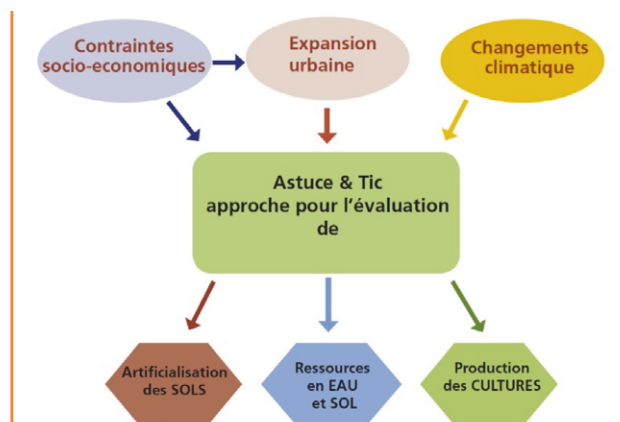 Contraintes
socio-economiques
Expansion
urbaine
Changements
climatique
Astuce & Tic
approche pour l'évaluation
de
Artificialisation
des SOLS
Ressources
en EAU
et SOL
Production
des CULTURES